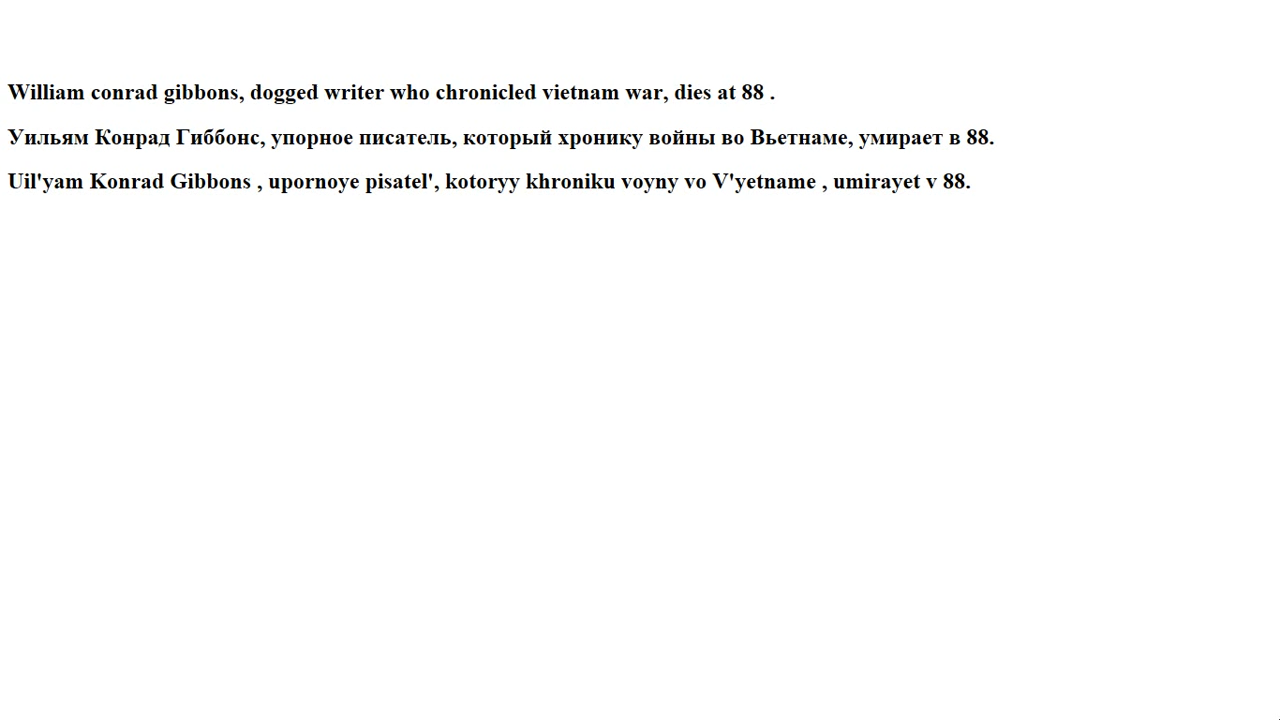 William conrad gibbons, dogged writer who chronicled vietnam war, dies at 88 .
Уильям Конрад Гиббонс, упорное писатель, который хронику войны во Вьетнаме, умирает в 88.
Uil'yam Konrad Gibbons , upornoye pisatel', kotoryy khroniku voyny vo V'yetname , umirayet v 88.